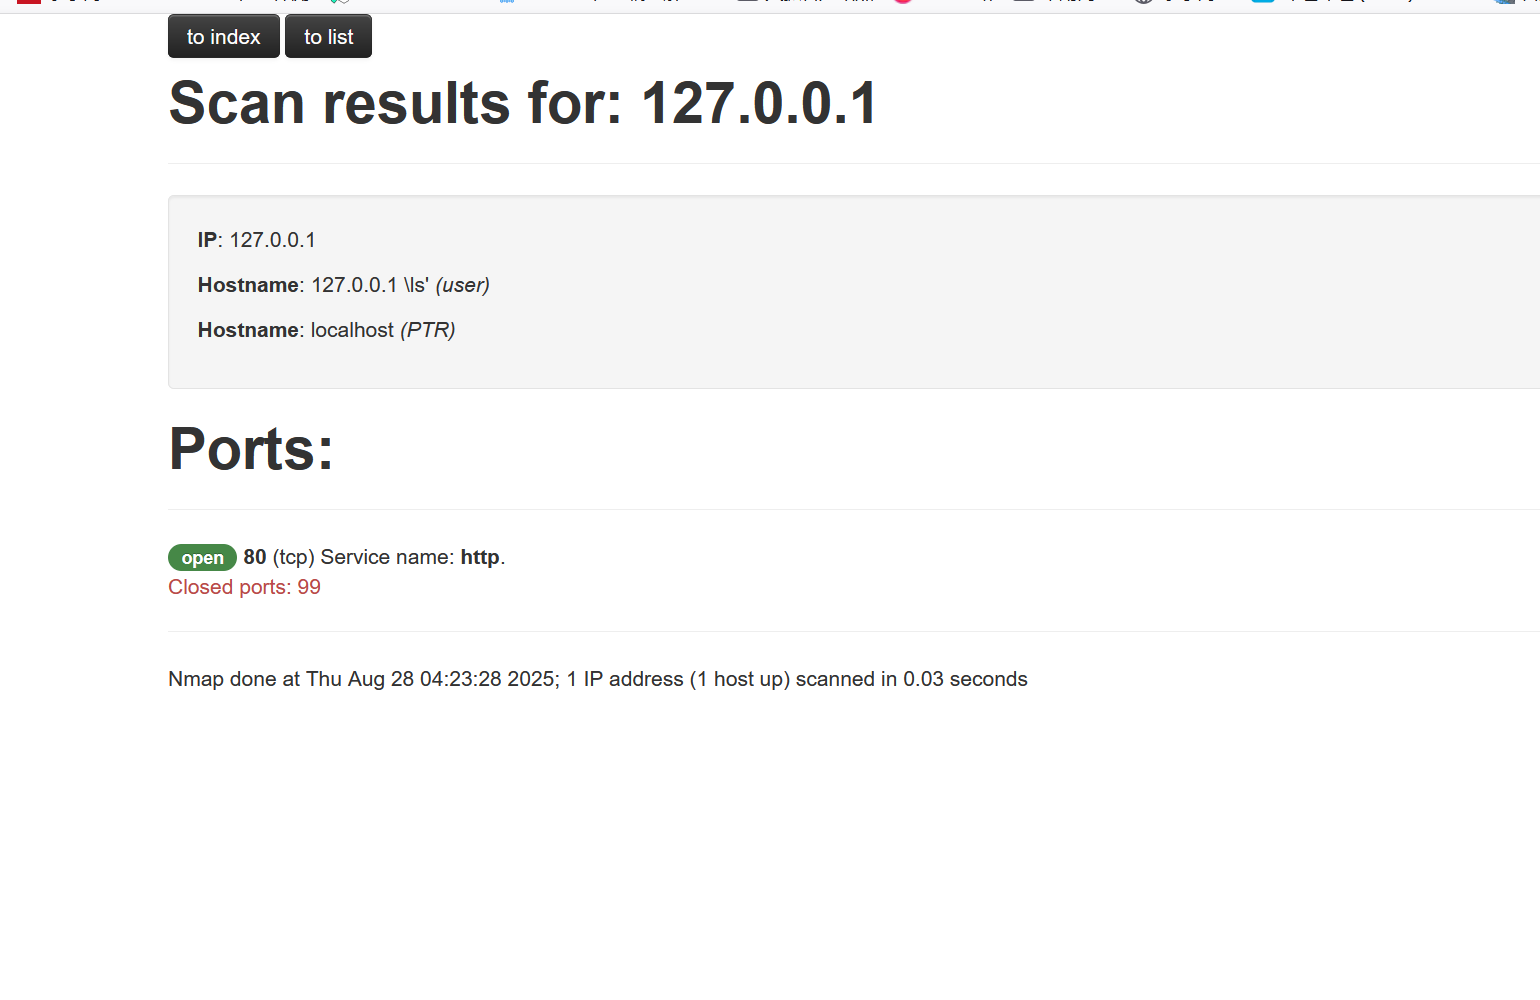 to index to list
Scan results for: 127.0.0.1
IP: 127.0.0.1
Hostname: 127.0.0.1 \ls' (user)
Hostname: localhost (PTR)
Ports:
open 80 (tcp) Service name: http.
Closed ports: 99
Nmap done at Thu Aug 28 04:23:28 2025; 1 IP address (1 host up) scanned in 0.03 seconds